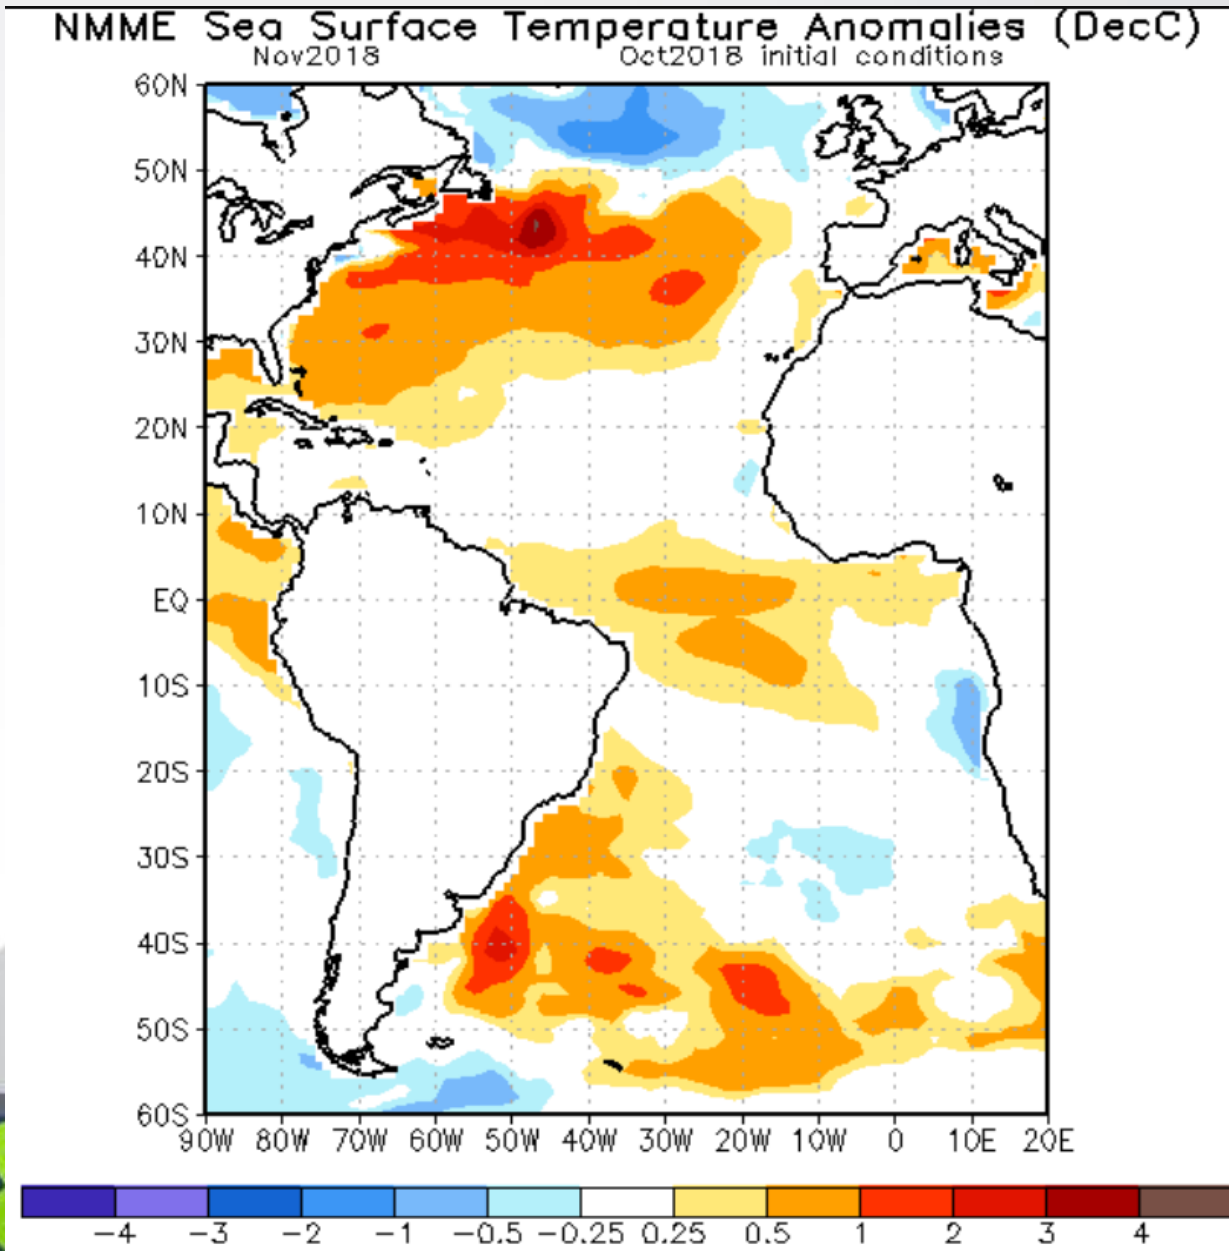 NMME Sea Surface Temperature Anomalies (DecC)
Nov2018 Oct2018 initial conditions
60N
50N
40N
30N
20N
10N
EQ
10S
20S
30S
40S
50S
60S
90W 80W 70W 60W 50W 40W 30W 20W 10W 0 10E 20E
-4 -3 -2 -1 -0.5 -0.25 0.25 0.5 1 2 3 4